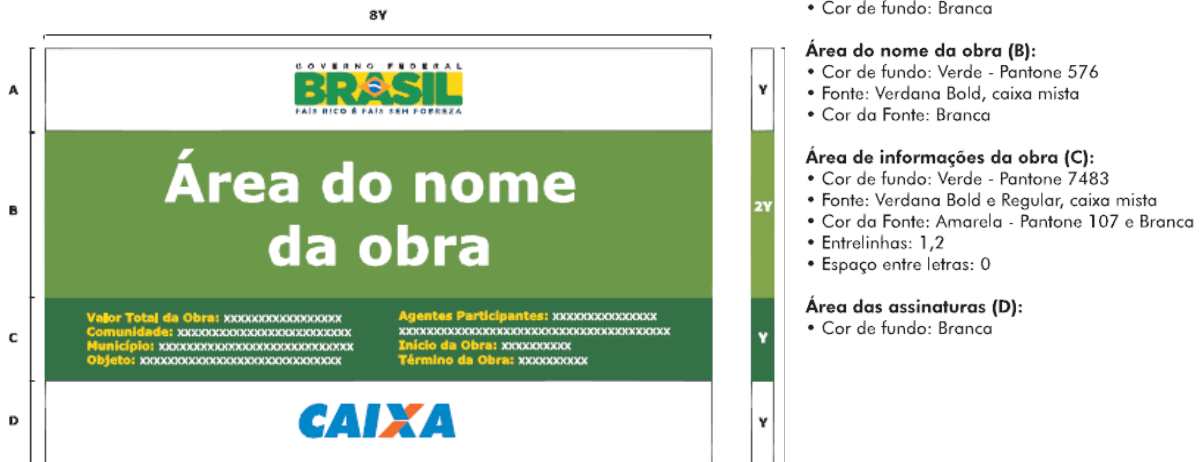 8Y
• Cor de fundo: Branca
A
GOVERNO FEDERAL
BRASIL
PAÍS RICO É PAÍS SEM POBREZA
Y
B
Área do nome
da obra
2Y
C
Valor Total da Obra: xxxxxxxxxxxxxxxxx
Comunidade: xxxxxxxxxxxxxxxxxxxxxxxxx
Município: xxxxxxxxxxxxxxxxxxxxxxxxxxxx
Objeto: xxxxxxxxxxxxxxxxxxxxxxxxxxxxx
Agentes Participantes: xxxxxxxxxxxxxxx
xxxxxxxxxxxxxxxxxxxxxxxxxxxxxxxxxxxxxxx
Início da Obra: xxxxxxxxxx
Término da Obra: xxxxxxxxxx
Y
D
CAIXA
Y
Área do nome da obra (B):
• Cor de fundo: Verde - Pantone 576
• Fonte: Verdana Bold, caixa mista
• Cor da Fonte: Branca
Área de informações da obra (C):
• Cor de fundo: Verde - Pantone 7483
• Fonte: Verdana Bold e Regular, caixa mista
• Cor da Fonte: Amarela - Pantone 107 e Branca
• Entrelinhas: 1,2
• Espaço entre letras: 0
Área das assinaturas (D):
• Cor de fundo: Branca